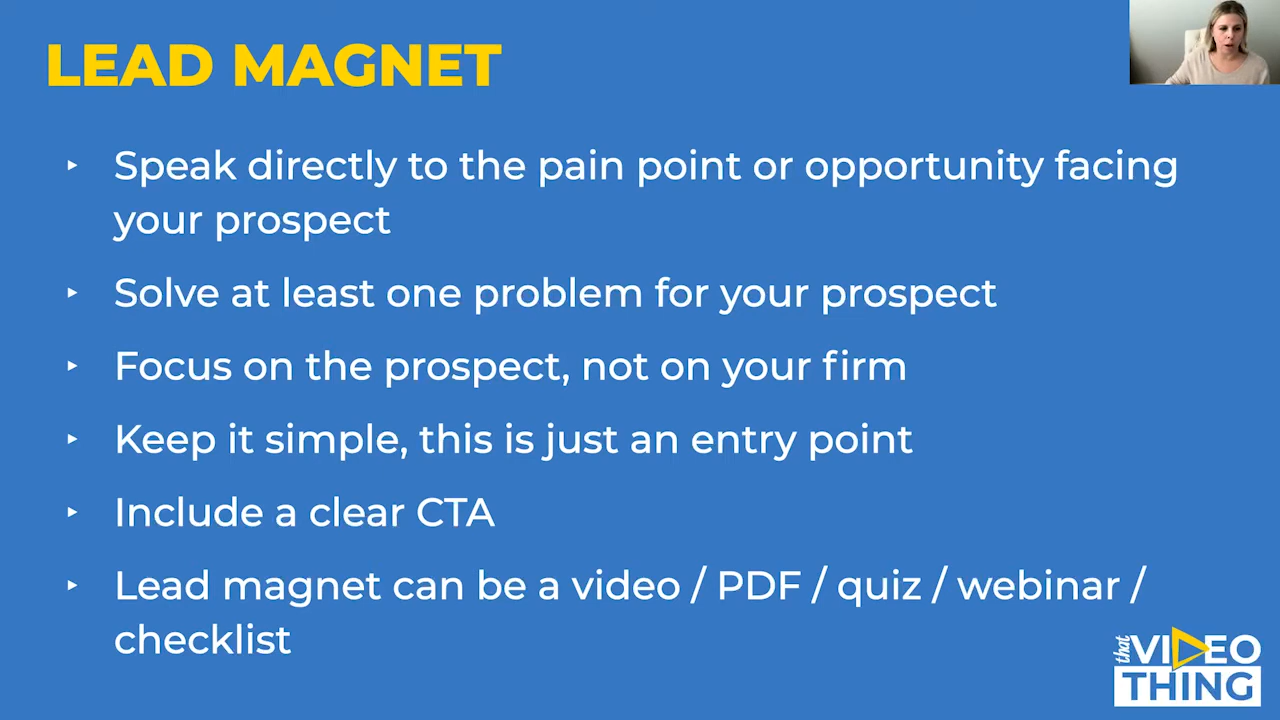 LEAD MAGNET
‣ Speak directly to the pain point or opportunity facing
your prospect
‣ Solve at least one problem for your prospect
‣ Focus on the prospect, not on your firm
‣ Keep it simple, this is just an entry point
‣ Include a clear CTA
‣ Lead magnet can be a video / PDF / quiz / webinar /
checklist
that VIDEO
THING